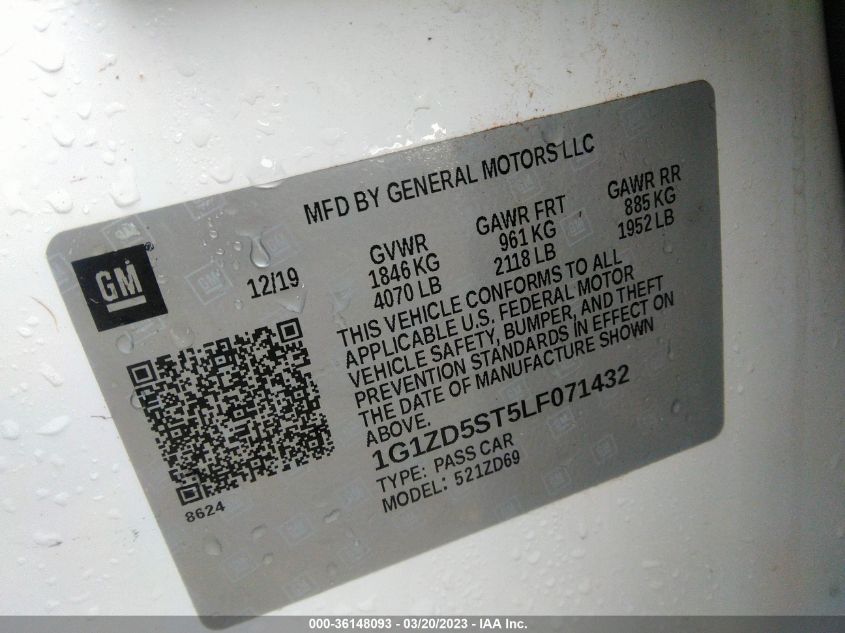 MFD BY GENERAL MOTORS LLC
GM
®
12/19
GVWR
1846 KG
4070 LB
GAWR FRT
961 KG
2118 LB
GAWR RR
885 KG
1952 LB
THIS VEHICLE CONFORMS TO ALL
APPLICABLE U.S. FEDERAL MOTOR
VEHICLE SAFETY, BUMPER, AND THEFT
PREVENTION STANDARDS IN EFFECT ON
THE DATE OF MANUFACTURE SHOWN
ABOVE.
1G1ZD5ST5LF071432
TYPE: PASS CAR
MODEL: 521ZD69
8624
000-36148093 - 03/20/2023 - IAA Inc.